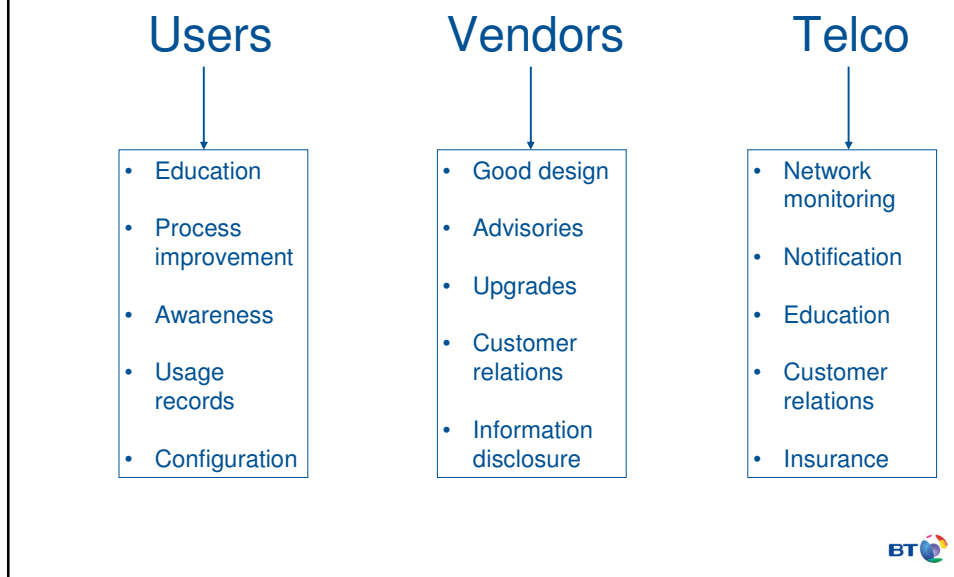 Users
• Education
• Process
improvement
• Awareness
• Usage
records
• Configuration
Vendors
• Good design
• Advisories
• Upgrades
• Customer
relations
• Information
disclosure
Telco
• Network
monitoring
• Notification
• Education
• Customer
relations
• Insurance
BT